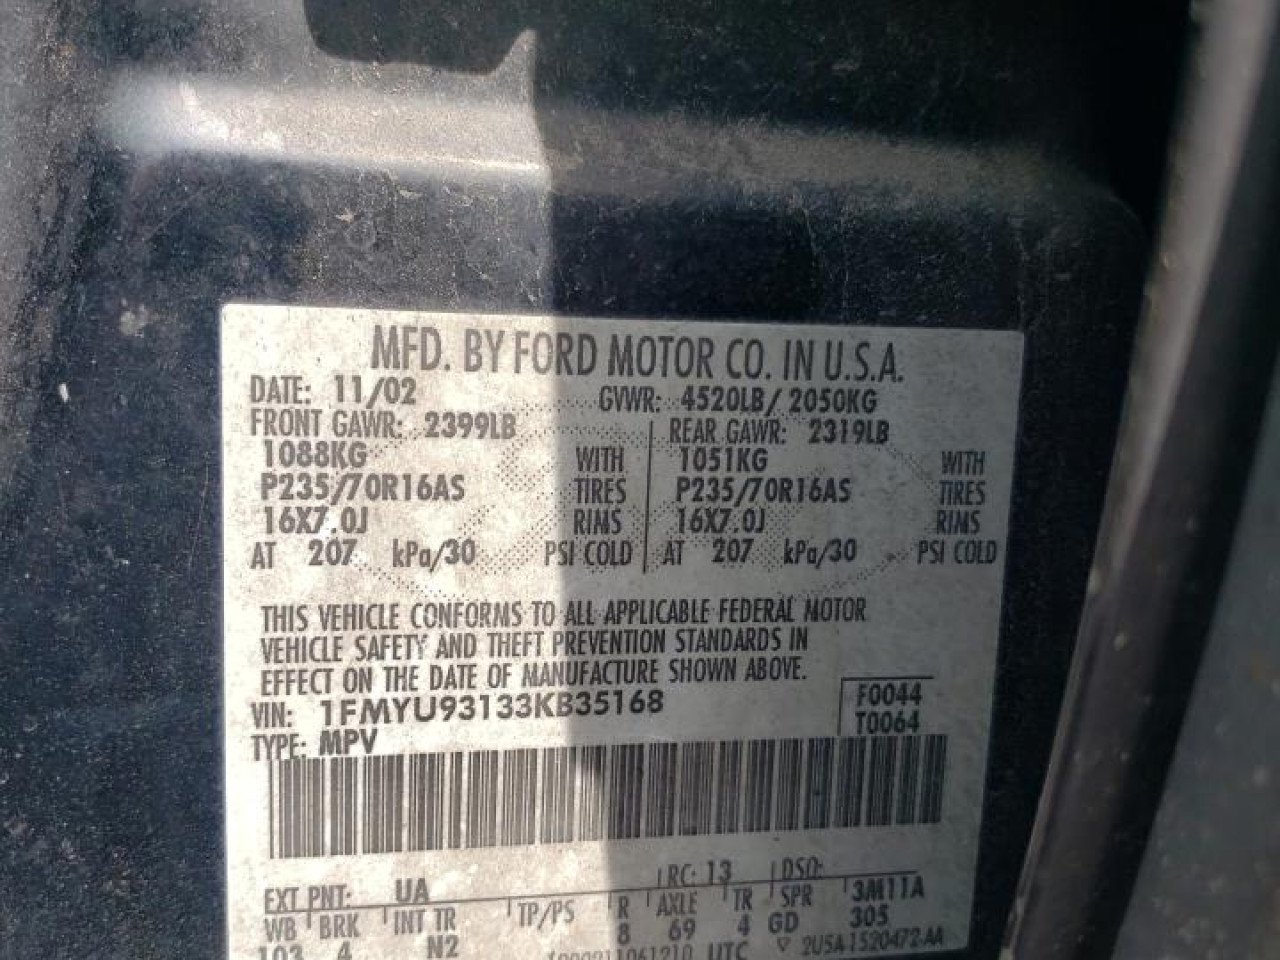 MFD. BY FORD MOTOR CO. IN U.S.A.
DATE: 11/02 GVWR: 4520LB/ 2050KG
FRONT GAWR: 2399LB REAR GAWR: 2319LB
1088KG WITH 1051KG WITH
P235/70R16AS TIRES P235/70R16AS TIRES
16X7.0J RIMS 16X7.0J RIMS
AT 207 kPa/30 PSI COLD AT 207 kPa/30 PSI COLD
THIS VEHICLE CONFORMS TO ALL APPLICABLE FEDERAL MOTOR
VEHICLE SAFETY AND THEFT PREVENTION STANDARDS IN
EFFECT ON THE DATE OF MANUFACTURE SHOWN ABOVE.
VIN: 1FMYU93133KB35168 F0044
TYPE: MPV T0064
RC: 13 DSO:
EXT PNT: UA 3M11A
WB BRK INT TR TP/PS R AXLE TR SPR 305
103 4 N2 8 69 4 GD
UTC 2U5A 1520472-AA